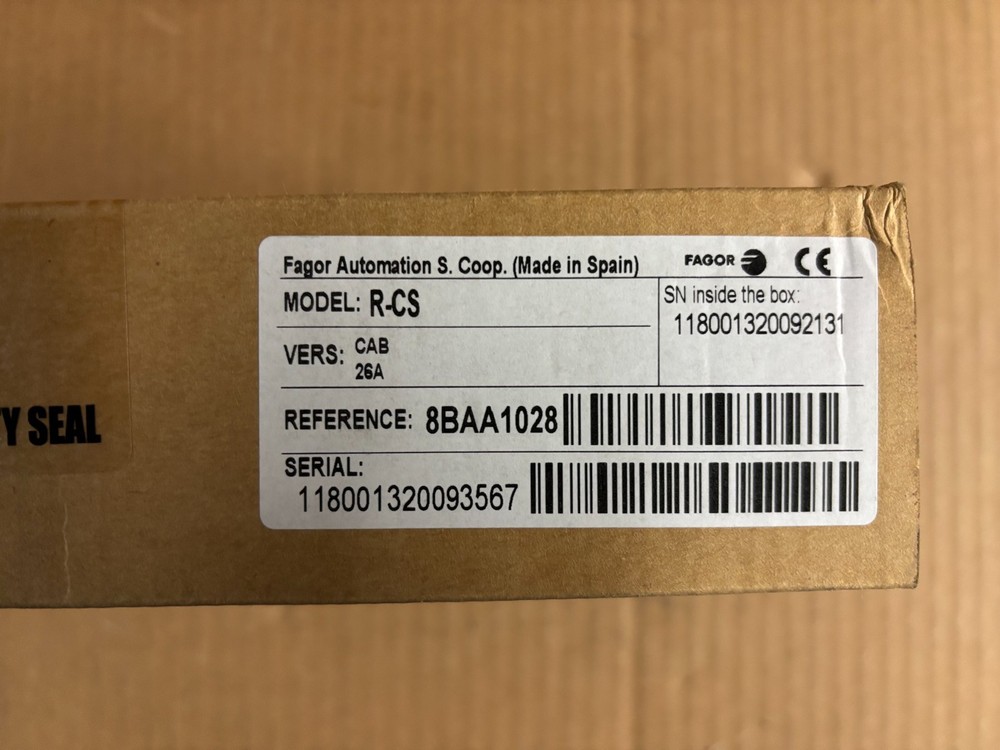 Fagor Automation S. Coop. (Made in Spain)
FAGOR CE
MODEL: R-CS
SN inside the box:
118001320092131
VERS: CAB
26A
REFERENCE: 8BAA1028
SERIAL:
118001320093567
Y SEAL